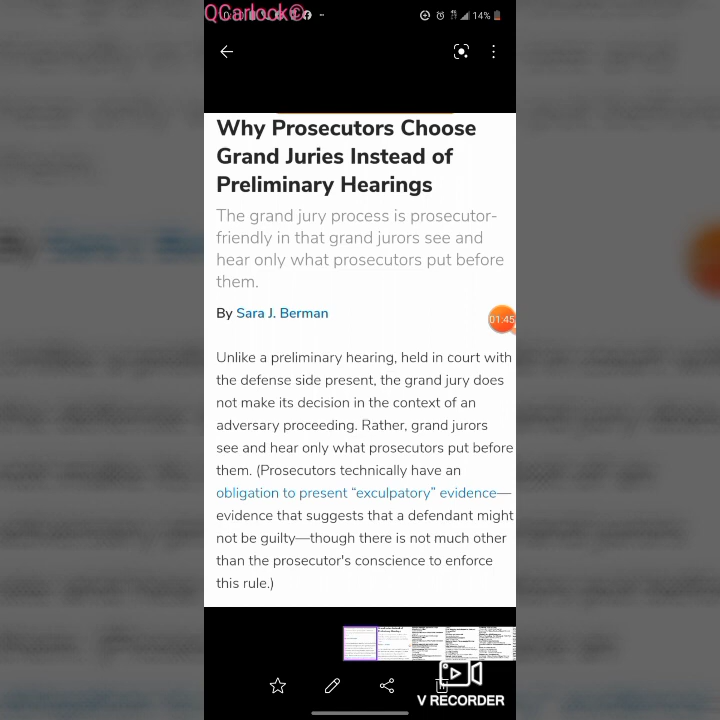 QCarlook©
14%
Why Prosecutors Choose
Grand Juries Instead of
Preliminary Hearings
The grand jury process is prosecutor-
friendly in that grand jurors see and
hear only what prosecutors put before
them.
By Sara J. Berman
01:45
Unlike a preliminary hearing, held in court with
the defense side present, the grand jury does
not make its decision in the context of an
adversary proceeding. Rather, grand jurors
see and hear only what prosecutors put before
them. (Prosecutors technically have an
obligation to present “exculpatory” evidence—
evidence that suggests that a defendant might
not be guilty—though there is not much other
than the prosecutor's conscience to enforce
this rule.)
V RECORDER